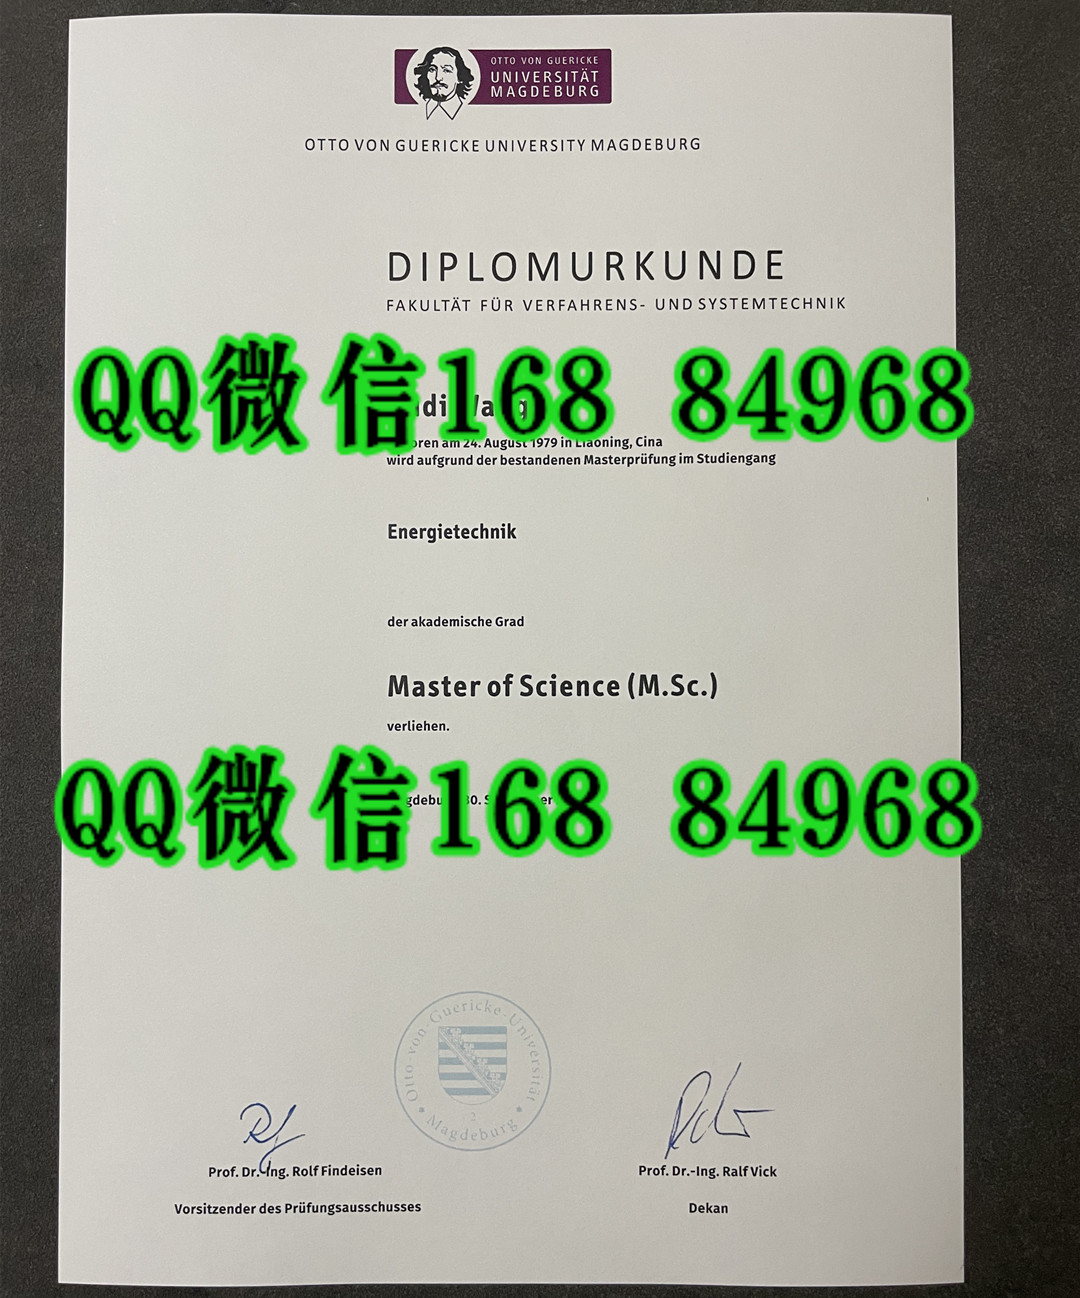 OTTO VON GUERICKE
UNIVERSITÄT
MAGDEBURG
OTTO VON GUERICKE UNIVERSITY MAGDEBURG
DIPLOMURKUNDE
FAKULTÄT FÜR VERFAHRENS- UND SYSTEMTECHNIK
QQ微信168 84968
am 24. August 1979 in Liaoning, Cina
wird aufgrund der bestandenen Masterprüfung im Studiengang
Energietechnik
der akademische Grad
Master of Science (M.Sc.)
verliehen.
QQ微信168 84968
30.
Otto-von-Guericke-Universität
2
Magdeburg
Prof. Dr.-Ing. Rolf Findeisen
Prof. Dr.-Ing. Ralf Vick
Vorsitzender des Prüfungsausschusses
Dekan